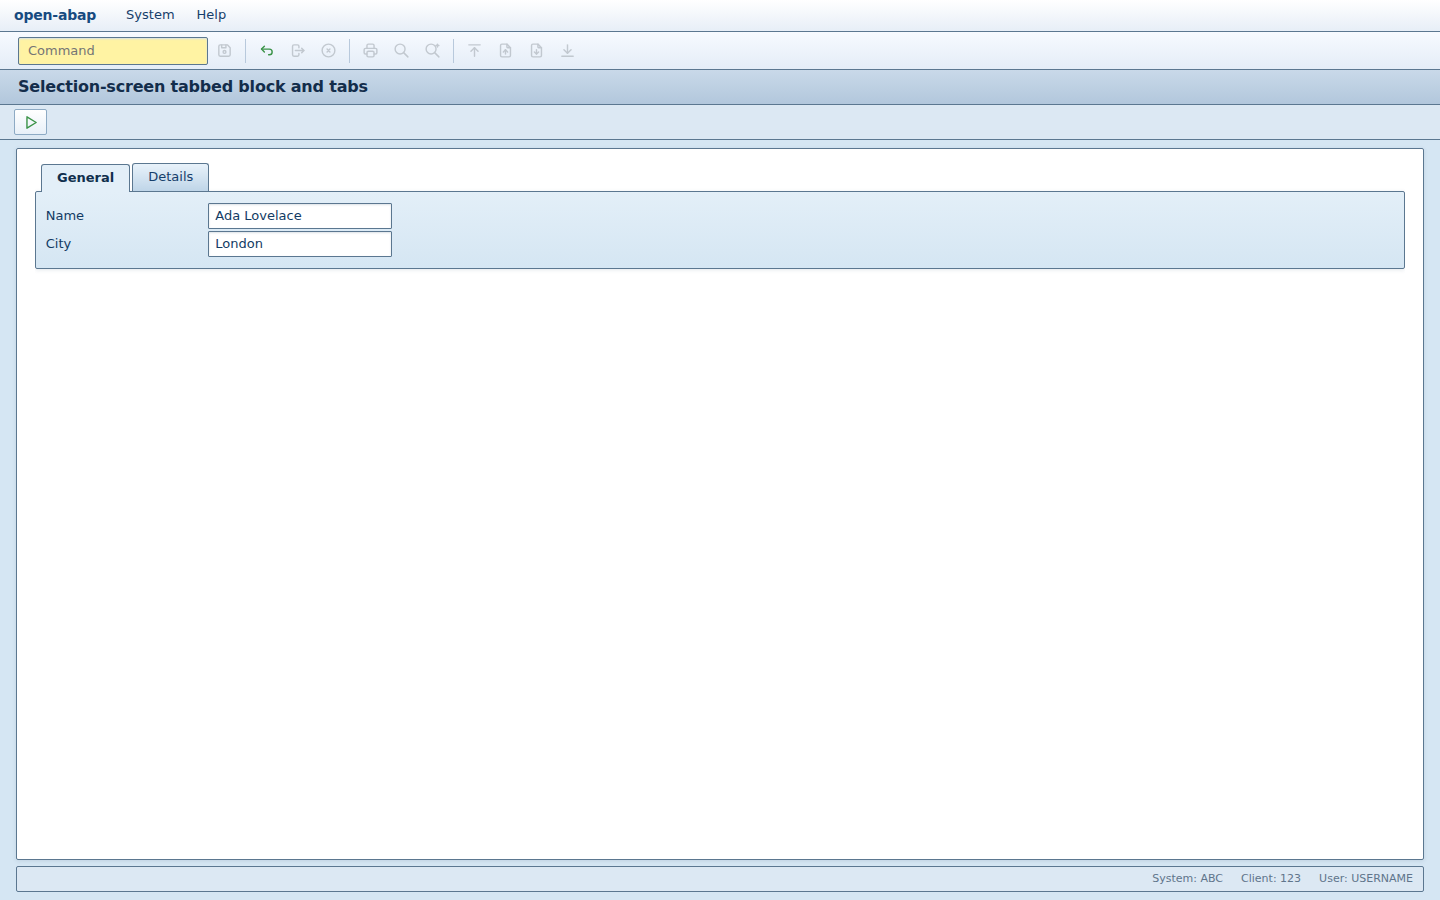 open-abap System Help
Command
Selection-screen tabbed block and tabs
General Details
Name Ada Lovelace
City London
System: ABC Client: 123 User: USERNAME